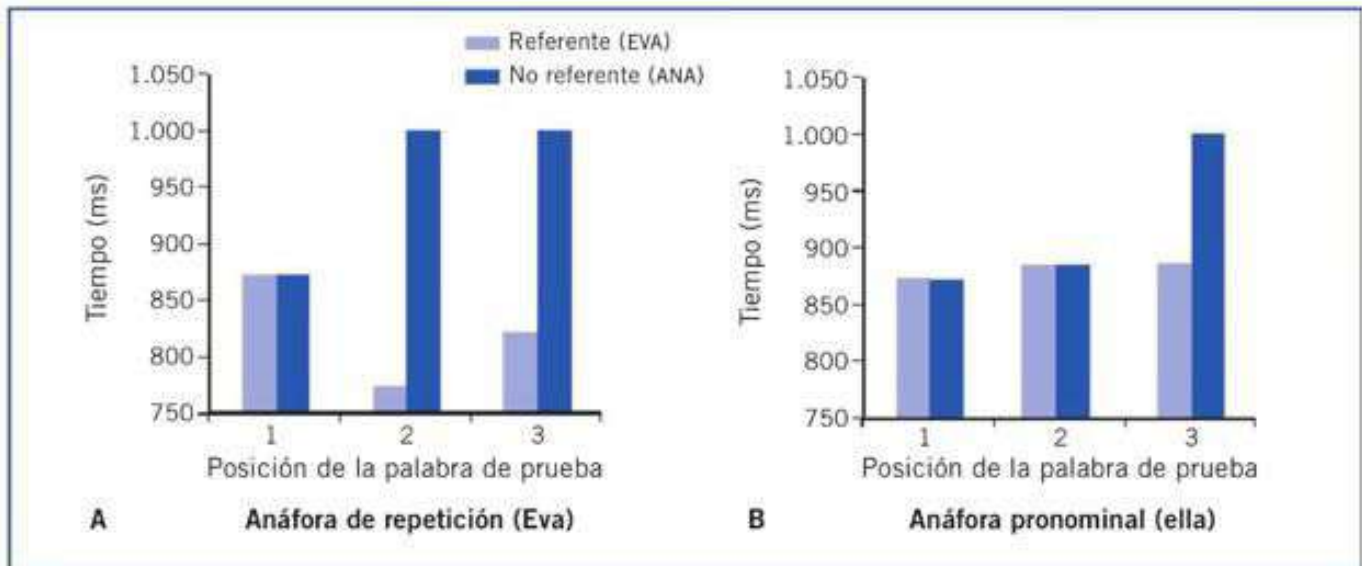 Referente (EVA)
No referente (ANA)
1.050
1.000
950
900
850
800
750
Tiempo (ms)
1 2 3
Posición de la palabra de prueba
A Anáfora de repetición (Eva)
1.050
1.000
950
900
850
800
750
Tiempo (ms)
1 2 3
Posición de la palabra de prueba
B Anáfora pronominal (ella)